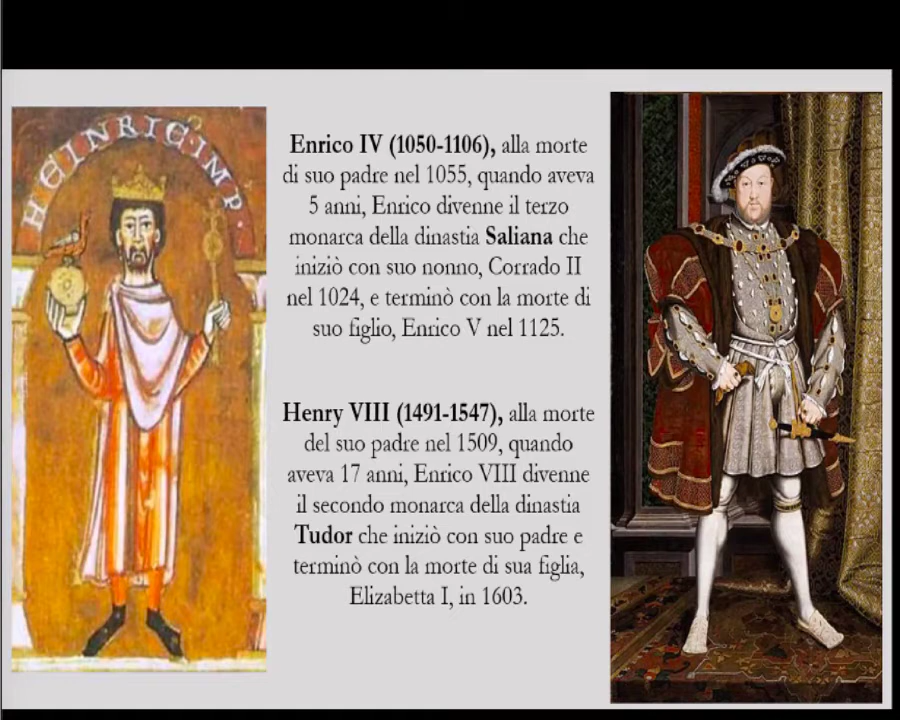 HEINRIC·IMP·
Enrico IV (1050-1106), alla morte
di suo padre nel 1055, quando aveva
5 anni, Enrico divenne il terzo
monarca della dinastia Saliana che
iniziò con suo nonno, Corrado II
nel 1024, e terminò con la morte di
suo figlio, Enrico V nel 1125.
Henry VIII (1491-1547), alla morte
del suo padre nel 1509, quando
aveva 17 anni, Enrico VIII divenne
il secondo monarca della dinastia
Tudor che iniziò con suo padre e
terminò con la morte di sua figlia,
Elizabetta I, in 1603.